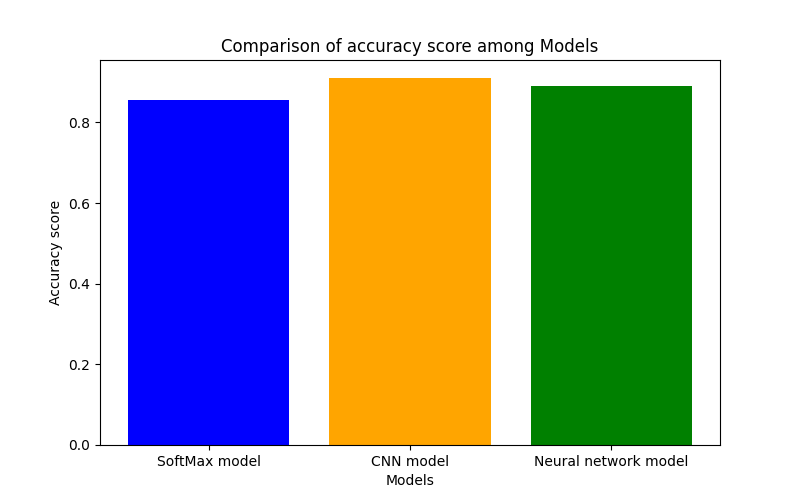 Comparison of accuracy score among Models
Accuracy score
0.8
0.6
0.4
0.2
0.0
SoftMax model
CNN model
Neural network model
Models